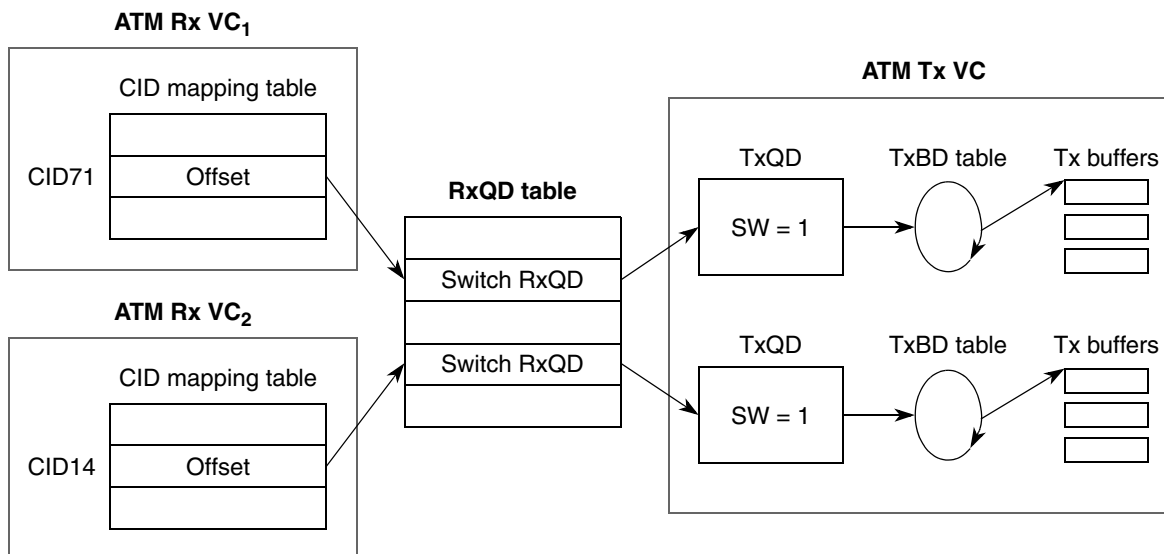 ATM Rx VC1
CID mapping table
CID71
Offset
ATM Rx VC2
CID mapping table
CID14
Offset
RxQD table
Switch RxQD
Switch RxQD
ATM Tx VC
TxQD
TxBD table
Tx buffers
SW = 1
TxQD
TxBD table
Tx buffers
SW = 1